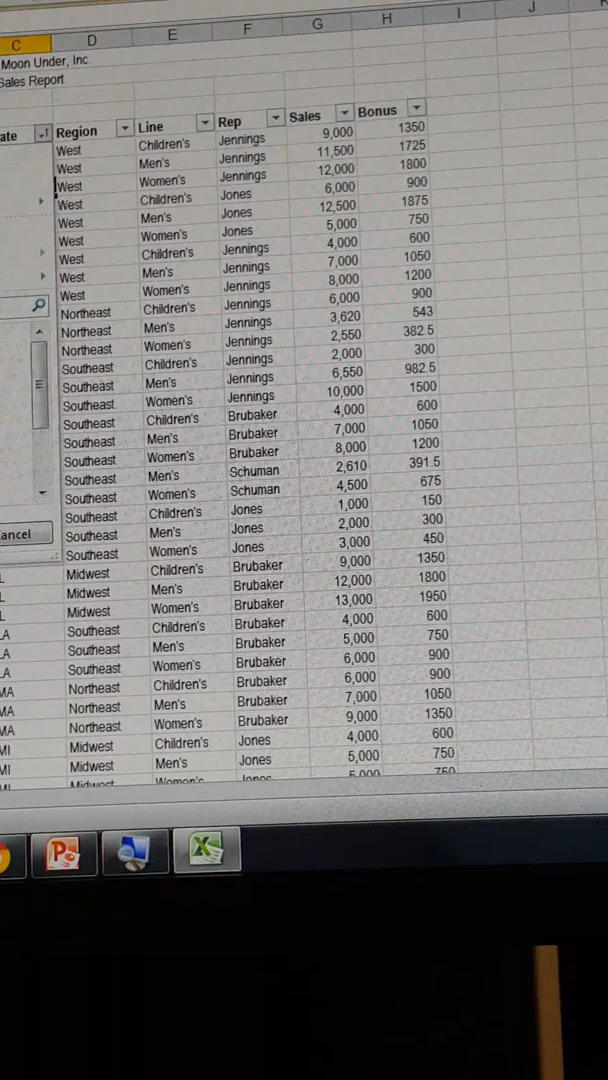 C D E F G H I J
Moon Under, Inc
Sales Report
ate Region Line Rep Sales Bonus
West Children's Jennings 9,000 1350
West Men's Jennings 11,500 1725
West Women's Jennings 12,000 1800
West Children's Jones 6,000 900
West Men's Jones 12,500 1875
West Women's Jones 5,000 750
West Children's Jennings 4,000 600
West Men's Jennings 7,000 1050
West Women's Jennings 8,000 1200
Northeast Children's Jennings 6,000 900
Northeast Men's Jennings 3,620 543
Northeast Women's Jennings 2,550 382.5
Southeast Children's Jennings 2,000 300
Southeast Men's Jennings 6,550 982.5
Southeast Women's Jennings 10,000 1500
Southeast Children's Brubaker 4,000 600
Southeast Men's Brubaker 7,000 1050
Southeast Women's Brubaker 8,000 1200
Southeast Men's Schuman 2,610 391.5
Southeast Women's Schuman 4,500 675
Southeast Children's Jones 1,000 150
Southeast Men's Jones 2,000 300
ancel
Southeast Women's Jones 3,000 450
L Midwest Children's Brubaker 9,000 1350
L Midwest Men's Brubaker 12,000 1800
L Midwest Women's Brubaker 13,000 1950
LA Southeast Children's Brubaker 4,000 600
LA Southeast Men's Brubaker 5,000 750
LA Southeast Women's Brubaker 6,000 900
MA Northeast Children's Brubaker 6,000 900
MA Northeast Men's Brubaker 7,000 1050
MA Northeast Women's Brubaker 9,000 1350
MI Midwest Children's Jones 4,000 600
MI Midwest Men's Jones 5,000 750
MI Midwest Women's Jones 5,000 750
P
X